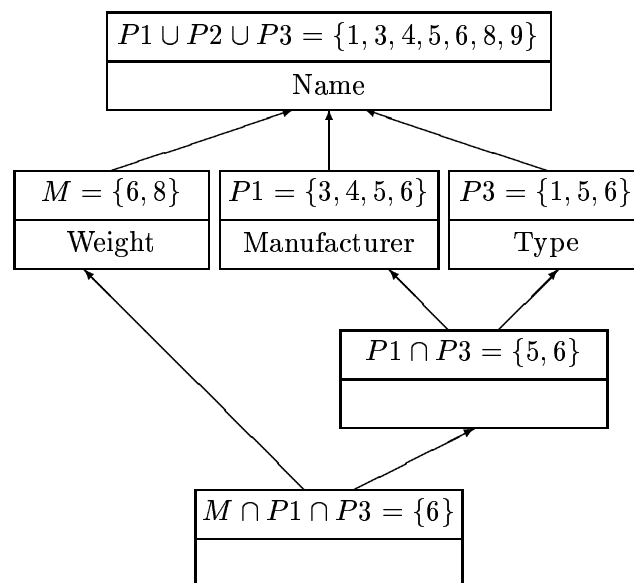 P1 ∪ P2 ∪ P3 = {1, 3, 4, 5, 6, 8, 9}
Name
M = {6, 8}
Weight
P1 = {3, 4, 5, 6}
Manufacturer
P3 = {1, 5, 6}
Type
P1 ∩ P3 = {5, 6}
M ∩ P1 ∩ P3 = {6}